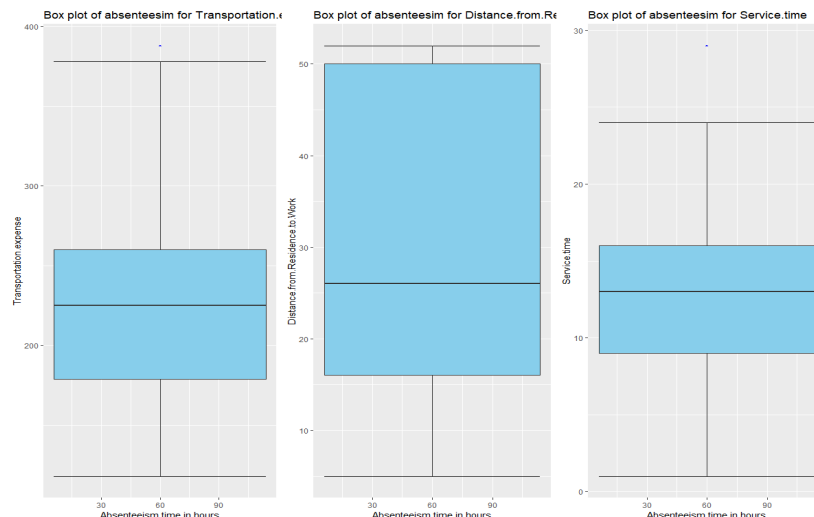 Box plot of absenteesim for Transportation.e
400
300
200
Transportation.expense
30 60 90
Absenteeism time in hours
Box plot of absenteesim for Distance.from.Re
50
40
30
20
10
Distance.from.Residence.to.Work
30 60 90
Absenteeism time in hours
Box plot of absenteesim for Service.time
30
20
10
0
Service.time
30 60 90
Absenteeism time in hours